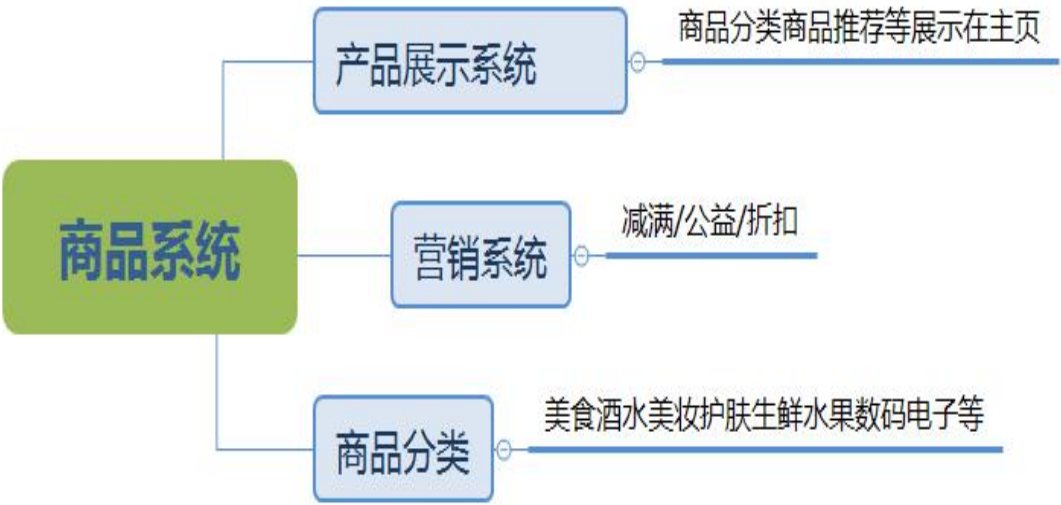 商品系统
产品展示系统
商品分类商品推荐等展示在主页
营销系统
减满/公益/折扣
商品分类
美食酒水美妆护肤生鲜水果数码电子等